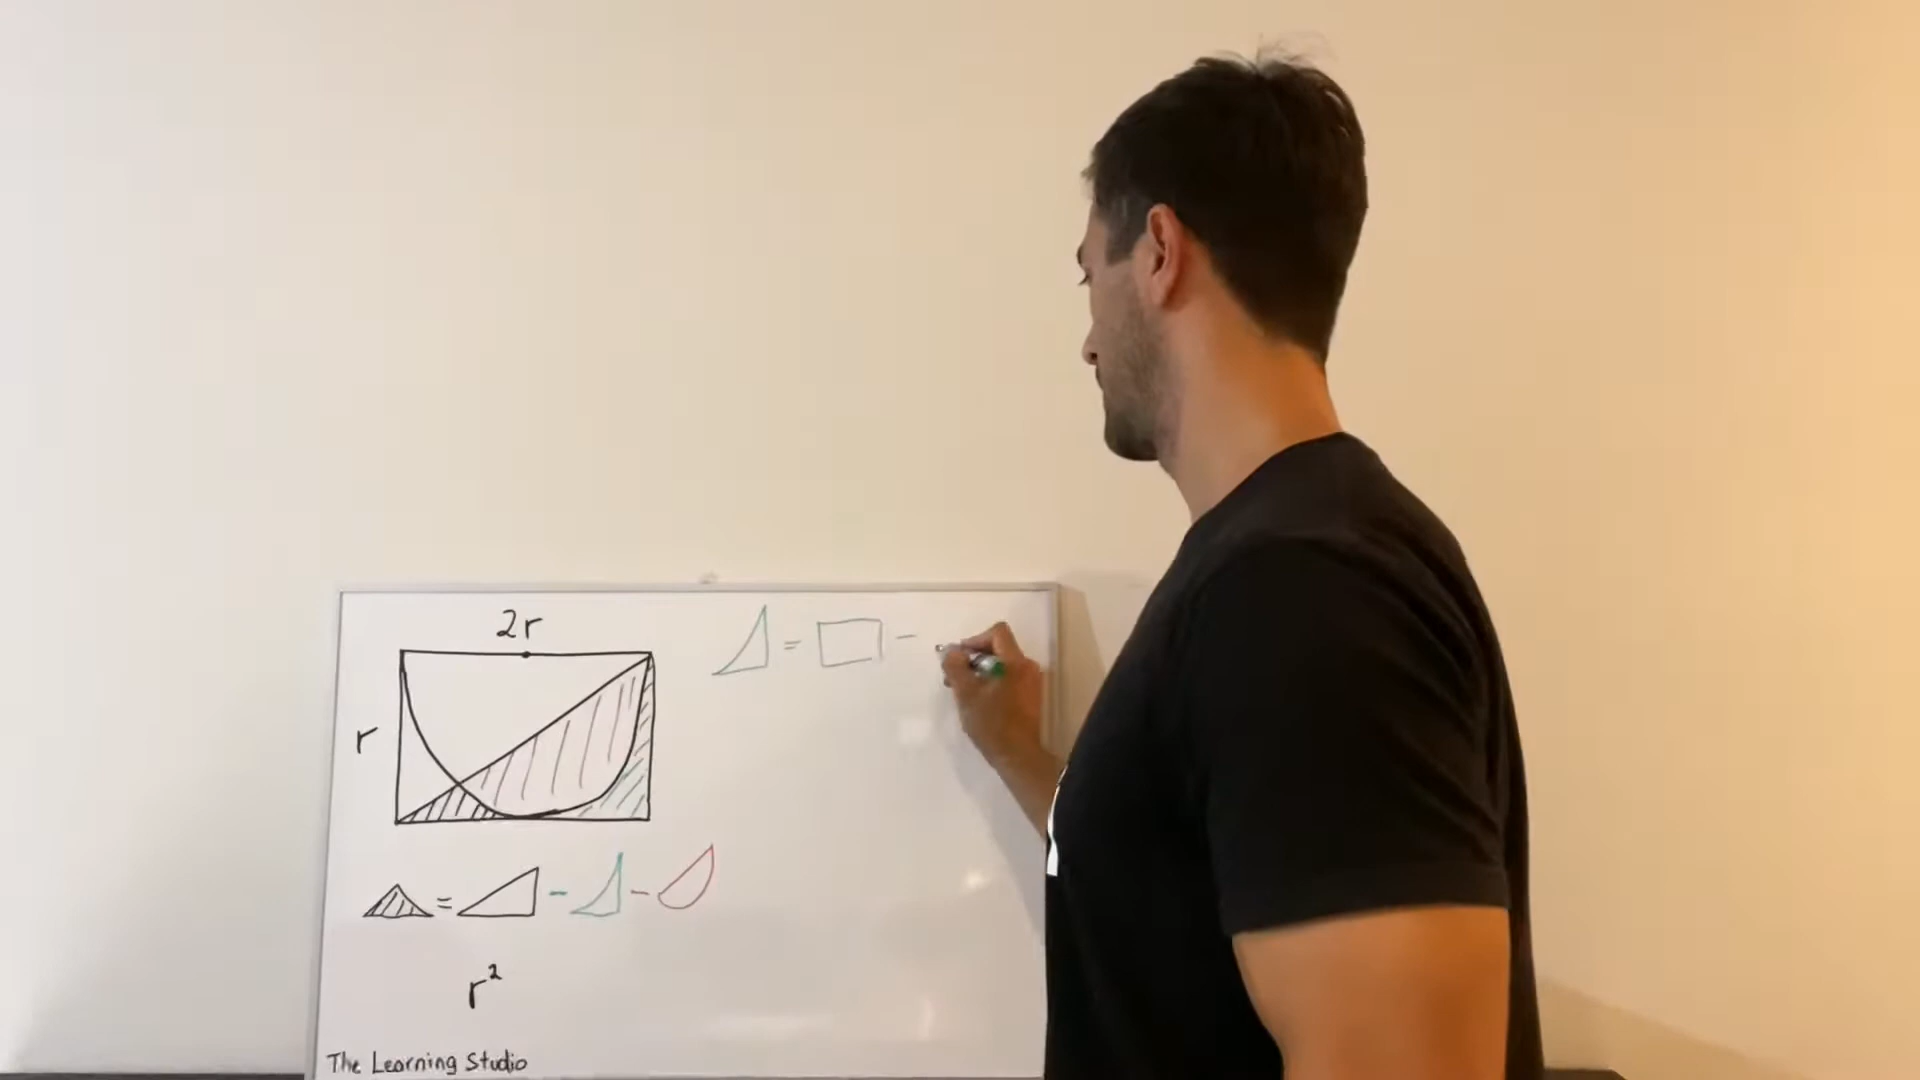 2r
=
-
r
= - -
r²
The Learning Studio